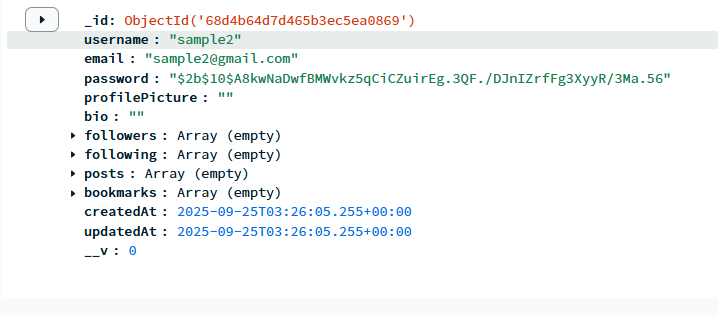 _id: ObjectId('68d4b64d7d465b3ec5ea0869')
username : "sample2"
email : "sample2@gmail.com"
password : "$2b$10$A8kwNaDwfBMWvkz5qCiCZuirEg.3QF./DJnIZrfFg3XyyR/3Ma.56"
profilePicture : ""
bio : ""
followers : Array (empty)
following : Array (empty)
posts : Array (empty)
bookmarks : Array (empty)
createdAt : 2025-09-25T03:26:05.255+00:00
updatedAt : 2025-09-25T03:26:05.255+00:00
__v : 0